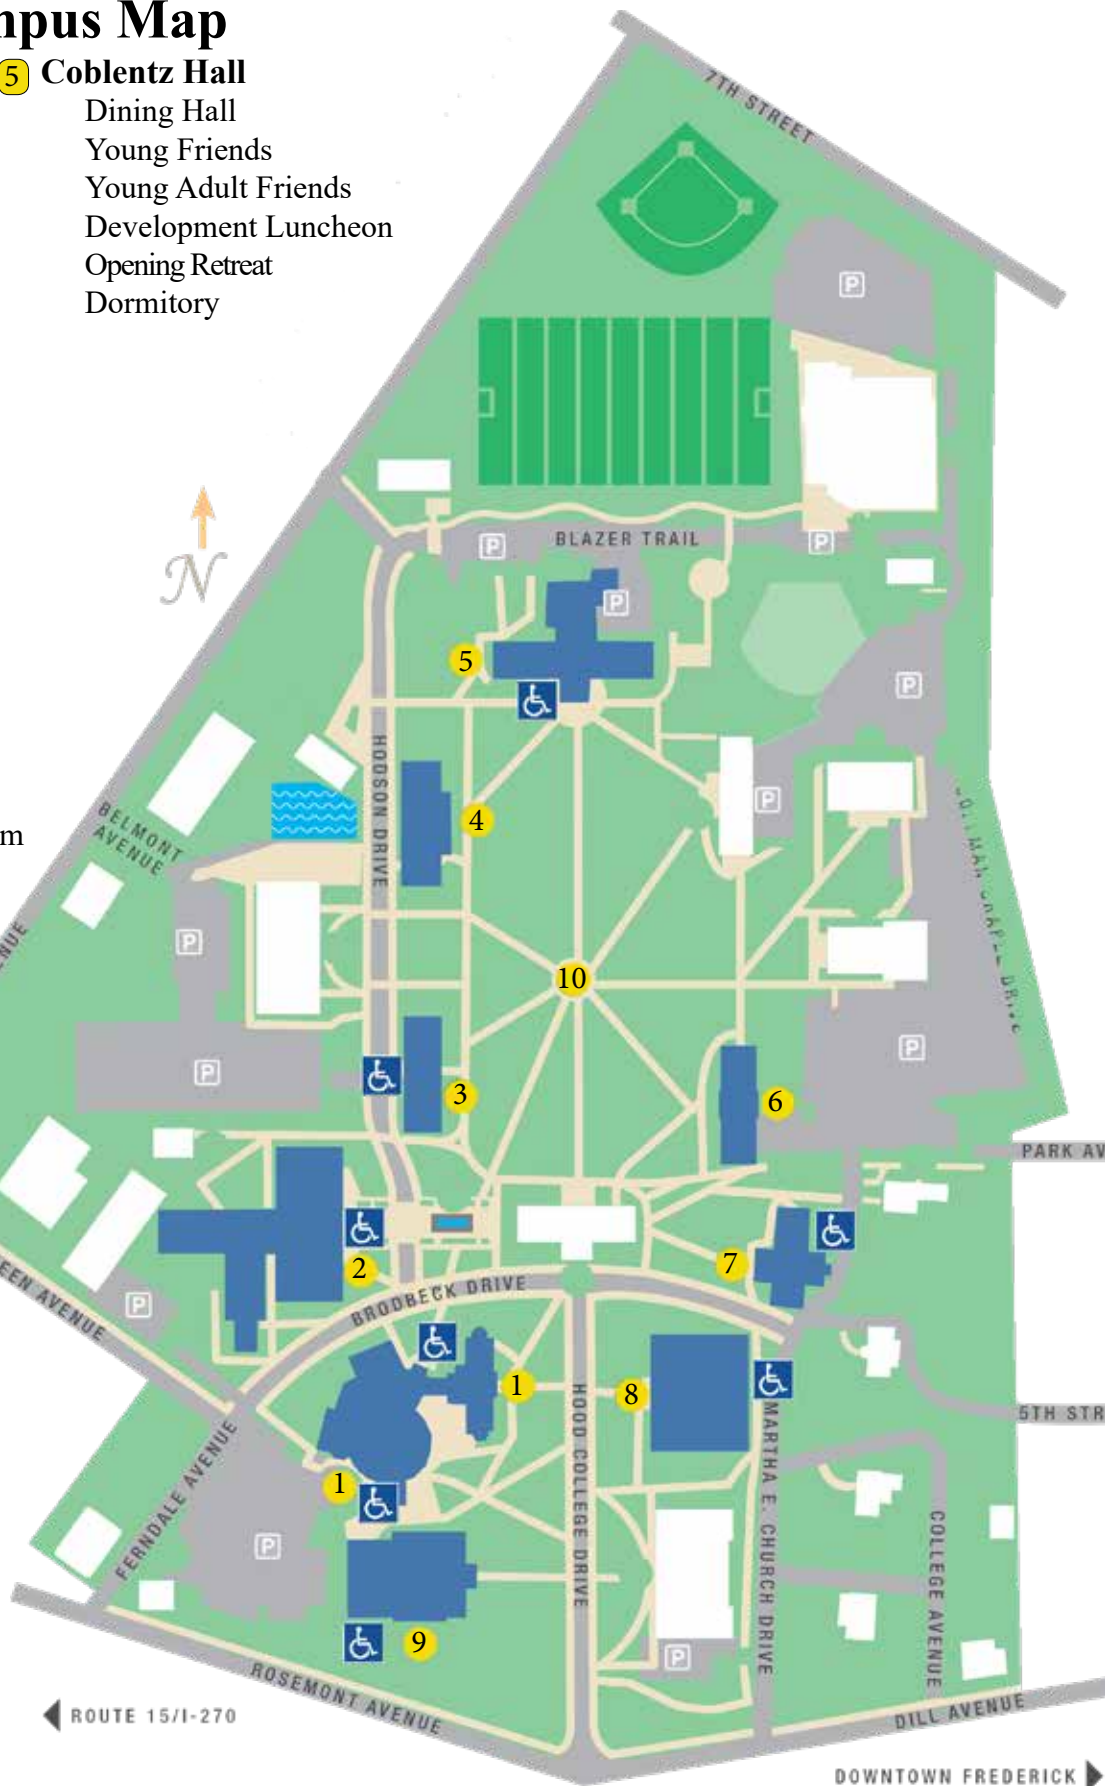 mpus Map
5 Coblentz Hall
Dining Hall
Young Friends
Young Adult Friends
Development Luncheon
Opening Retreat
Dormitory
7TH STREET
P
P
BLAZER TRAIL
P
P
N
5
P
HODSON DRIVE
P
4
BELMONT
AVENUE
m
NUE
P
10
P
P
3
6
PARK AV
2
7
EEN AVENUE
P
BRODBECK DRIVE
1
8
HOOD COLLEGE DRIVE
MARTHA E. CHURCH DRIVE
5TH STR
FERNDALE AVENUE
1
P
COLLEGE AVENUE
9
P
ROSEMONT AVENUE
ROUTE 15/I-270
DILL AVENUE
DOWNTOWN FREDERICK